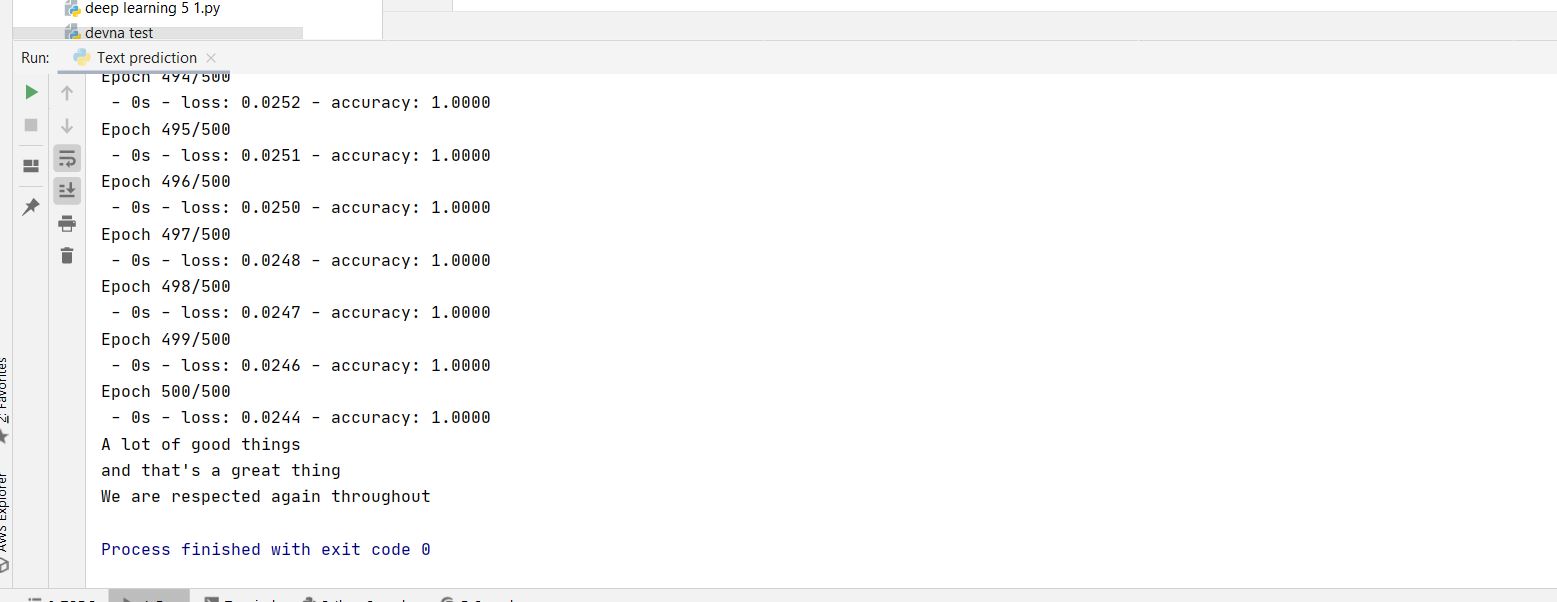 deep learning 5 1.py
devna test
Run:
Text prediction
Epoch 494/500
- 0s - loss: 0.0252 - accuracy: 1.0000
Epoch 495/500
- 0s - loss: 0.0251 - accuracy: 1.0000
Epoch 496/500
- 0s - loss: 0.0250 - accuracy: 1.0000
Epoch 497/500
- 0s - loss: 0.0248 - accuracy: 1.0000
Epoch 498/500
- 0s - loss: 0.0247 - accuracy: 1.0000
Epoch 499/500
- 0s - loss: 0.0246 - accuracy: 1.0000
Epoch 500/500
- 0s - loss: 0.0244 - accuracy: 1.0000
A lot of good things
and that's a great thing
We are respected again throughout
Process finished with exit code 0
2: Favorites
AWS Explorer